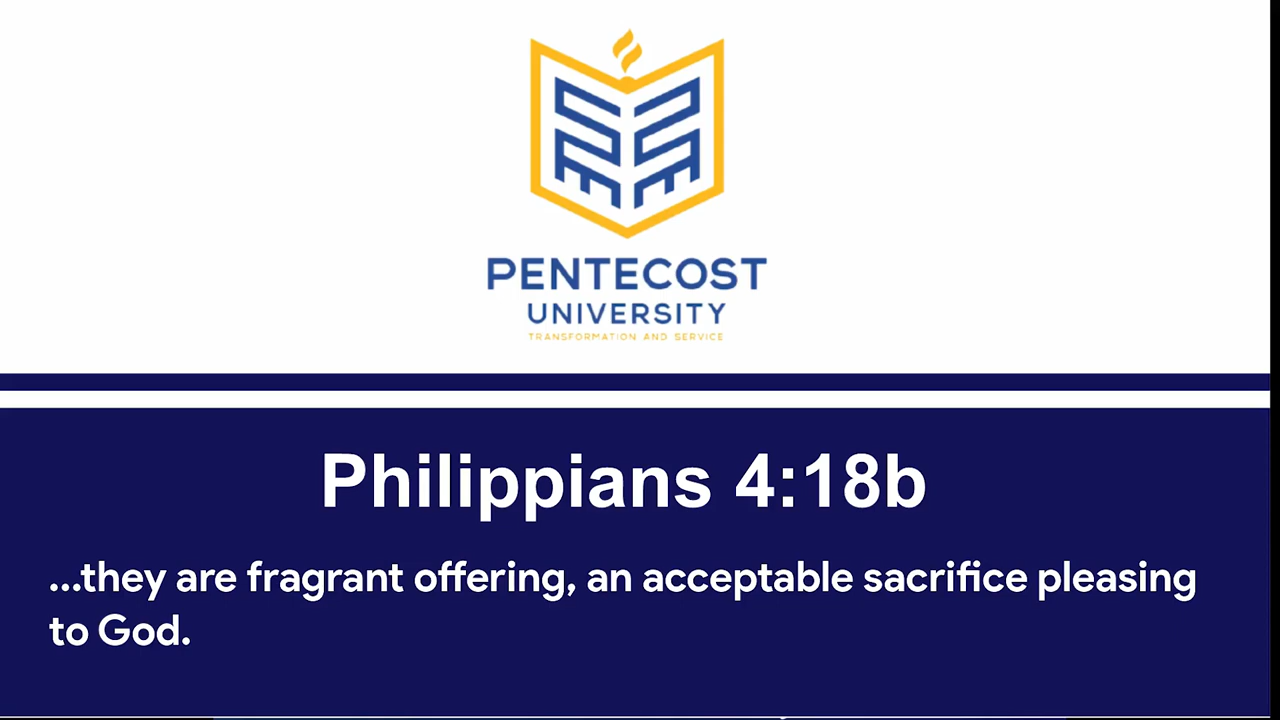 PENTECOST
UNIVERSITY
TRANSFORMATION AND SERVICE
Philippians 4:18b
...they are fragrant offering, an acceptable sacrifice pleasing
to God.